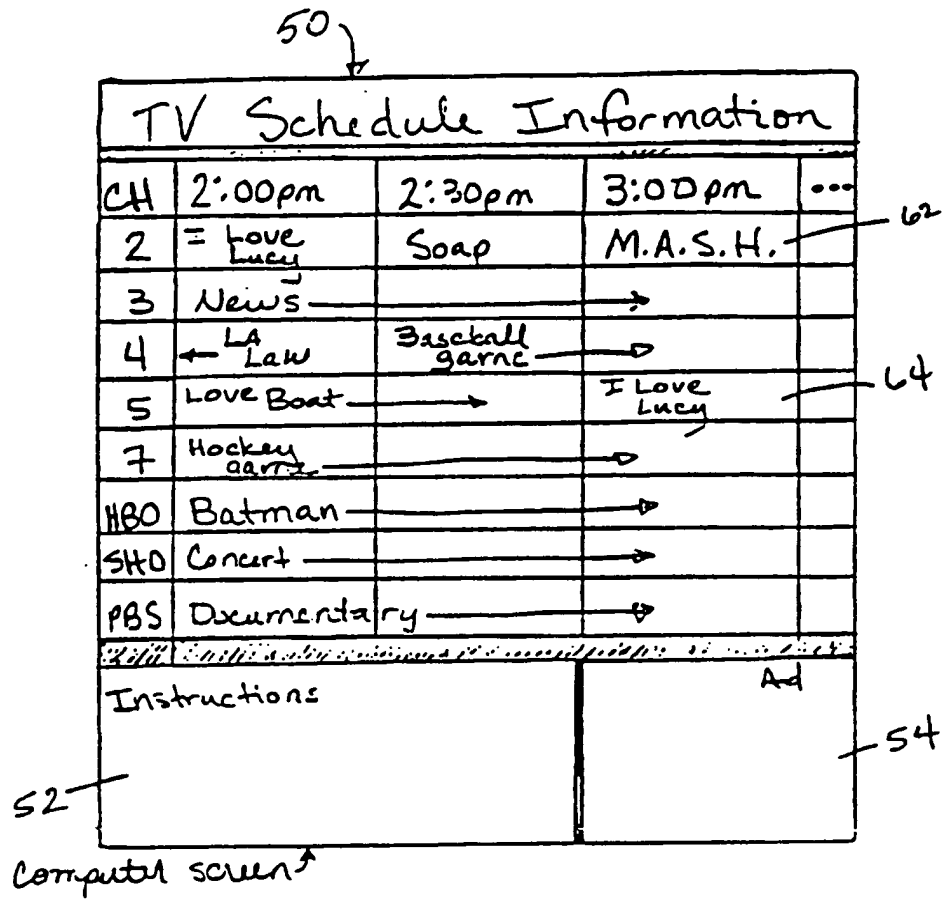 50
TV Schedule Information
CH 2:00pm 2:30pm 3:00pm ...
2 I Love Lucy Soap M.A.S.H. 62
3 News
4 LA Law Baseball game
5 Love Boat I Love Lucy 64
7 Hockey game
HBO Batman
SHO Concert
PBS Documentary
Instructions Ad
52 54
Computer screen